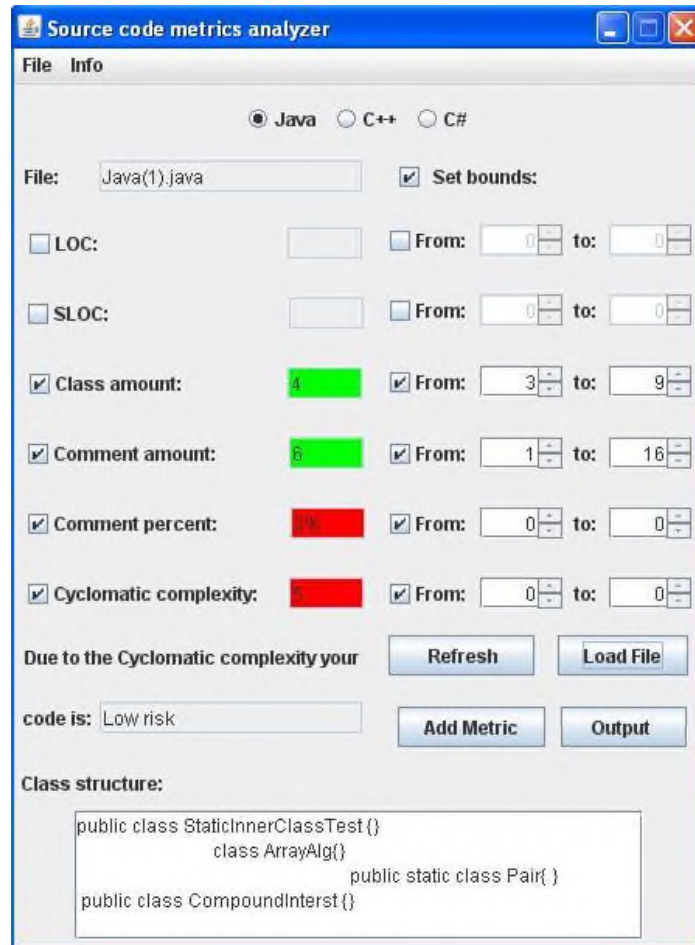 Source code metrics analyzer
File Info
Java C++ C#
File: Java(1).java Set bounds:
LOC: From: 0 to: 0
SLOC: From: 0 to: 0
Class amount: 4 From: 3 to: 9
Comment amount: 6 From: 1 to: 16
Comment percent: From: 0 to: 0
Cyclomatic complexity: 5 From: 0 to: 0
Due to the Cyclomatic complexity your Refresh Load File
code is: Low risk Add Metric Output
Class structure:
public class StaticInnerClassTest {}
class ArrayAlg{}
public static class Pair{ }
public class CompoundInterst {}